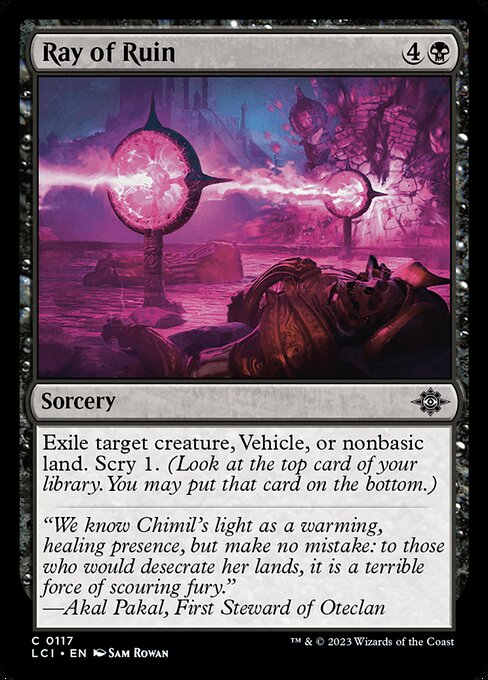 Ray of Ruin 4
Sorcery
Exile target creature, Vehicle, or nonbasic
land. Scry 1. (Look at the top card of your
library. You may put that card on the bottom.)
“We know Chimil’s light as a warming,
healing presence, but make no mistake: to those
who would desecrate her lands, it is a terrible
force of scouring fury.”
—Akal Pakal, First Steward of Oteclan
C 0117
LCI • EN Sam Rowan
™ & © 2023 Wizards of the Coast